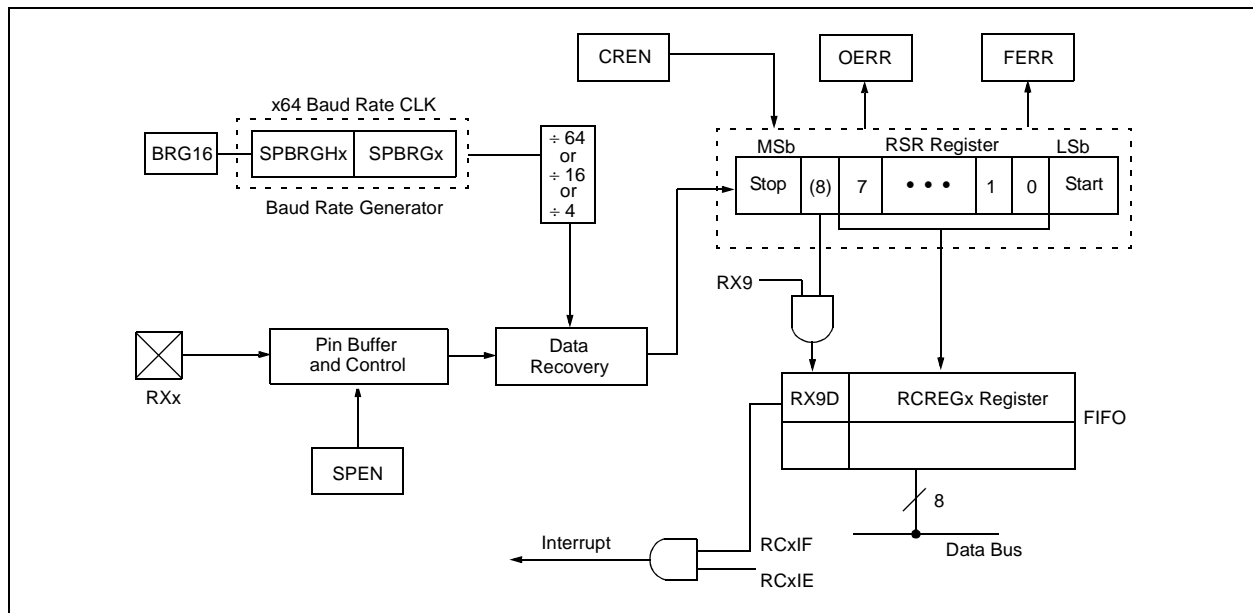 CREN
OERR
FERR
x64 Baud Rate CLK
BRG16
SPBRGHx
SPBRGx
Baud Rate Generator
÷ 64
or
÷ 16
or
÷ 4
MSb
RSR Register
LSb
Stop
(8)
7
• • •
1
0
Start
RX9
RXx
Pin Buffer
and Control
Data
Recovery
SPEN
RX9D
RCREGx Register
FIFO
8
Data Bus
Interrupt
RCxIF
RCxIE